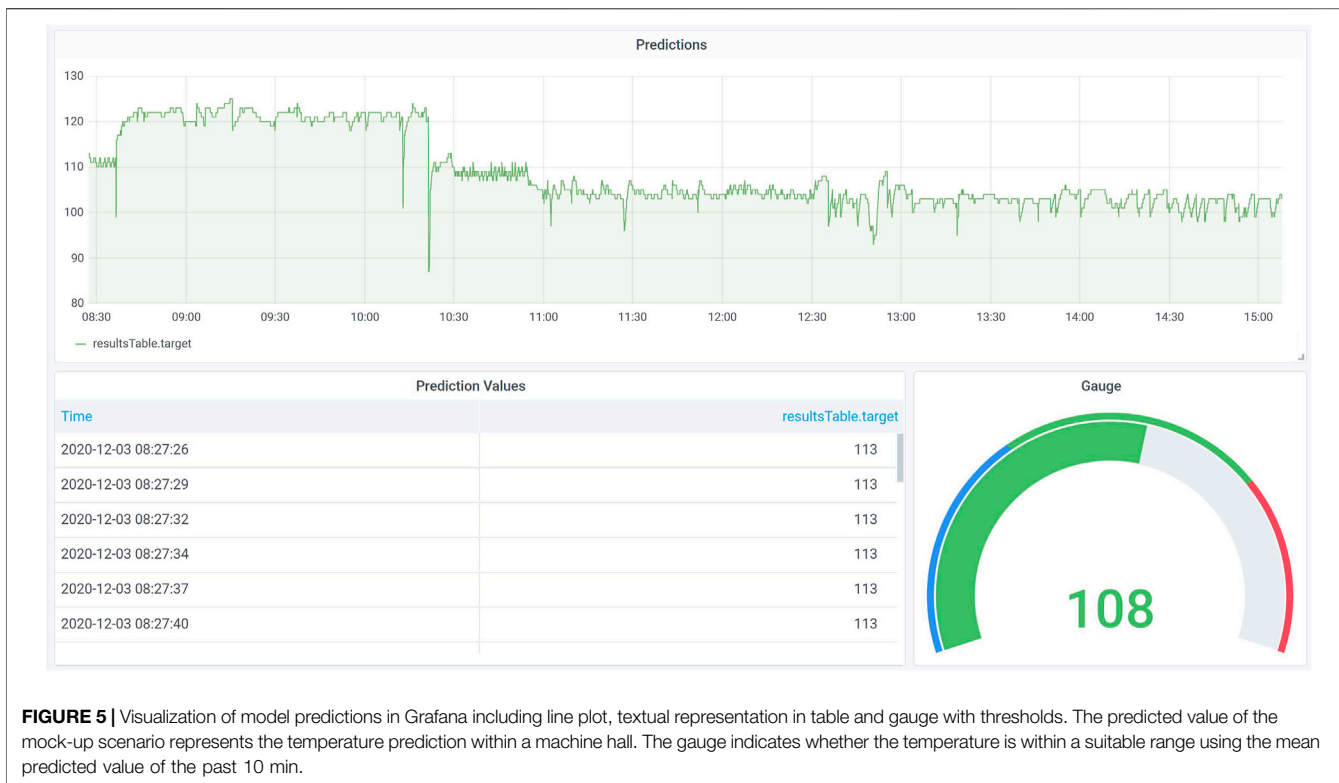 Predictions
130
120
110
100
90
80
08:30 09:00 09:30 10:00 10:30 11:00 11:30 12:00 12:30 13:00 13:30 14:00 14:30 15:00
resultsTable.target
Prediction Values
Time resultsTable.target
2020-12-03 08:27:26 113
2020-12-03 08:27:29 113
2020-12-03 08:27:32 113
2020-12-03 08:27:34 113
2020-12-03 08:27:37 113
2020-12-03 08:27:40 113
Gauge
108
FIGURE 5 | Visualization of model predictions in Grafana including line plot, textual representation in table and gauge with thresholds. The predicted value of the
mock-up scenario represents the temperature prediction within a machine hall. The gauge indicates whether the temperature is within a suitable range using the mean
predicted value of the past 10 min.